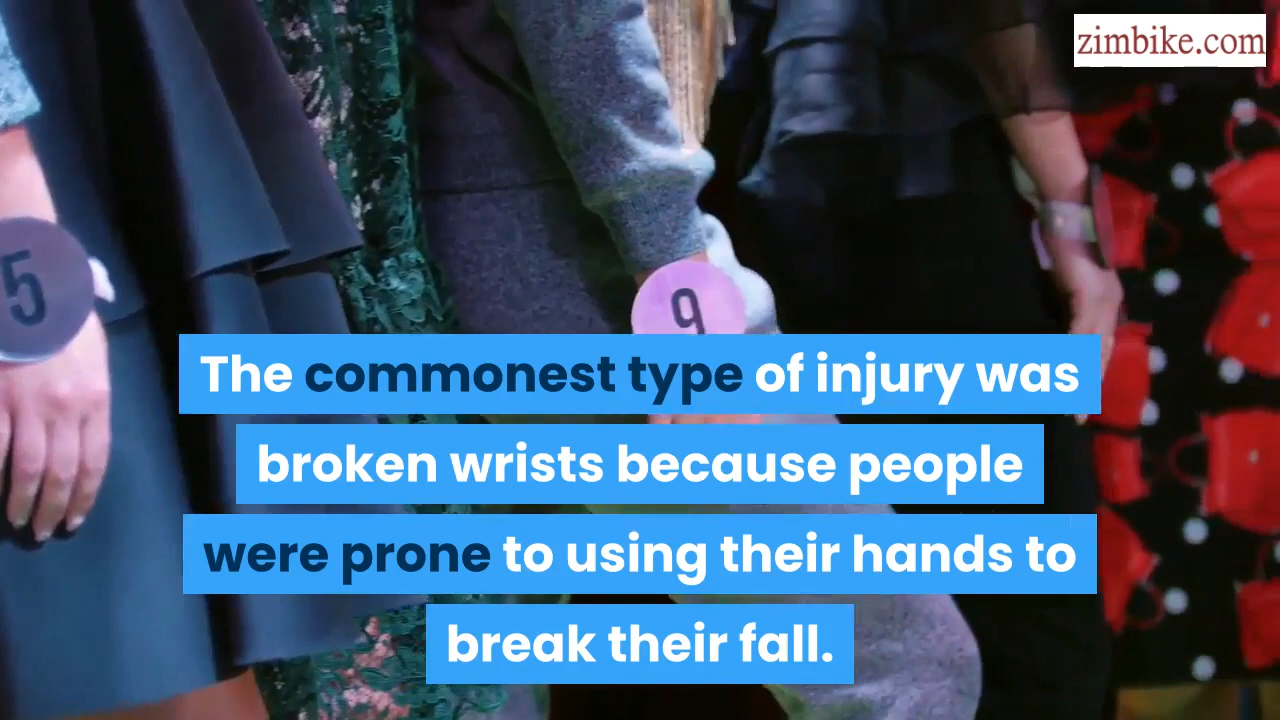 zimbike.com
5
9
The commonest type of injury was
broken wrists because people
were prone to using their hands to
break their fall.